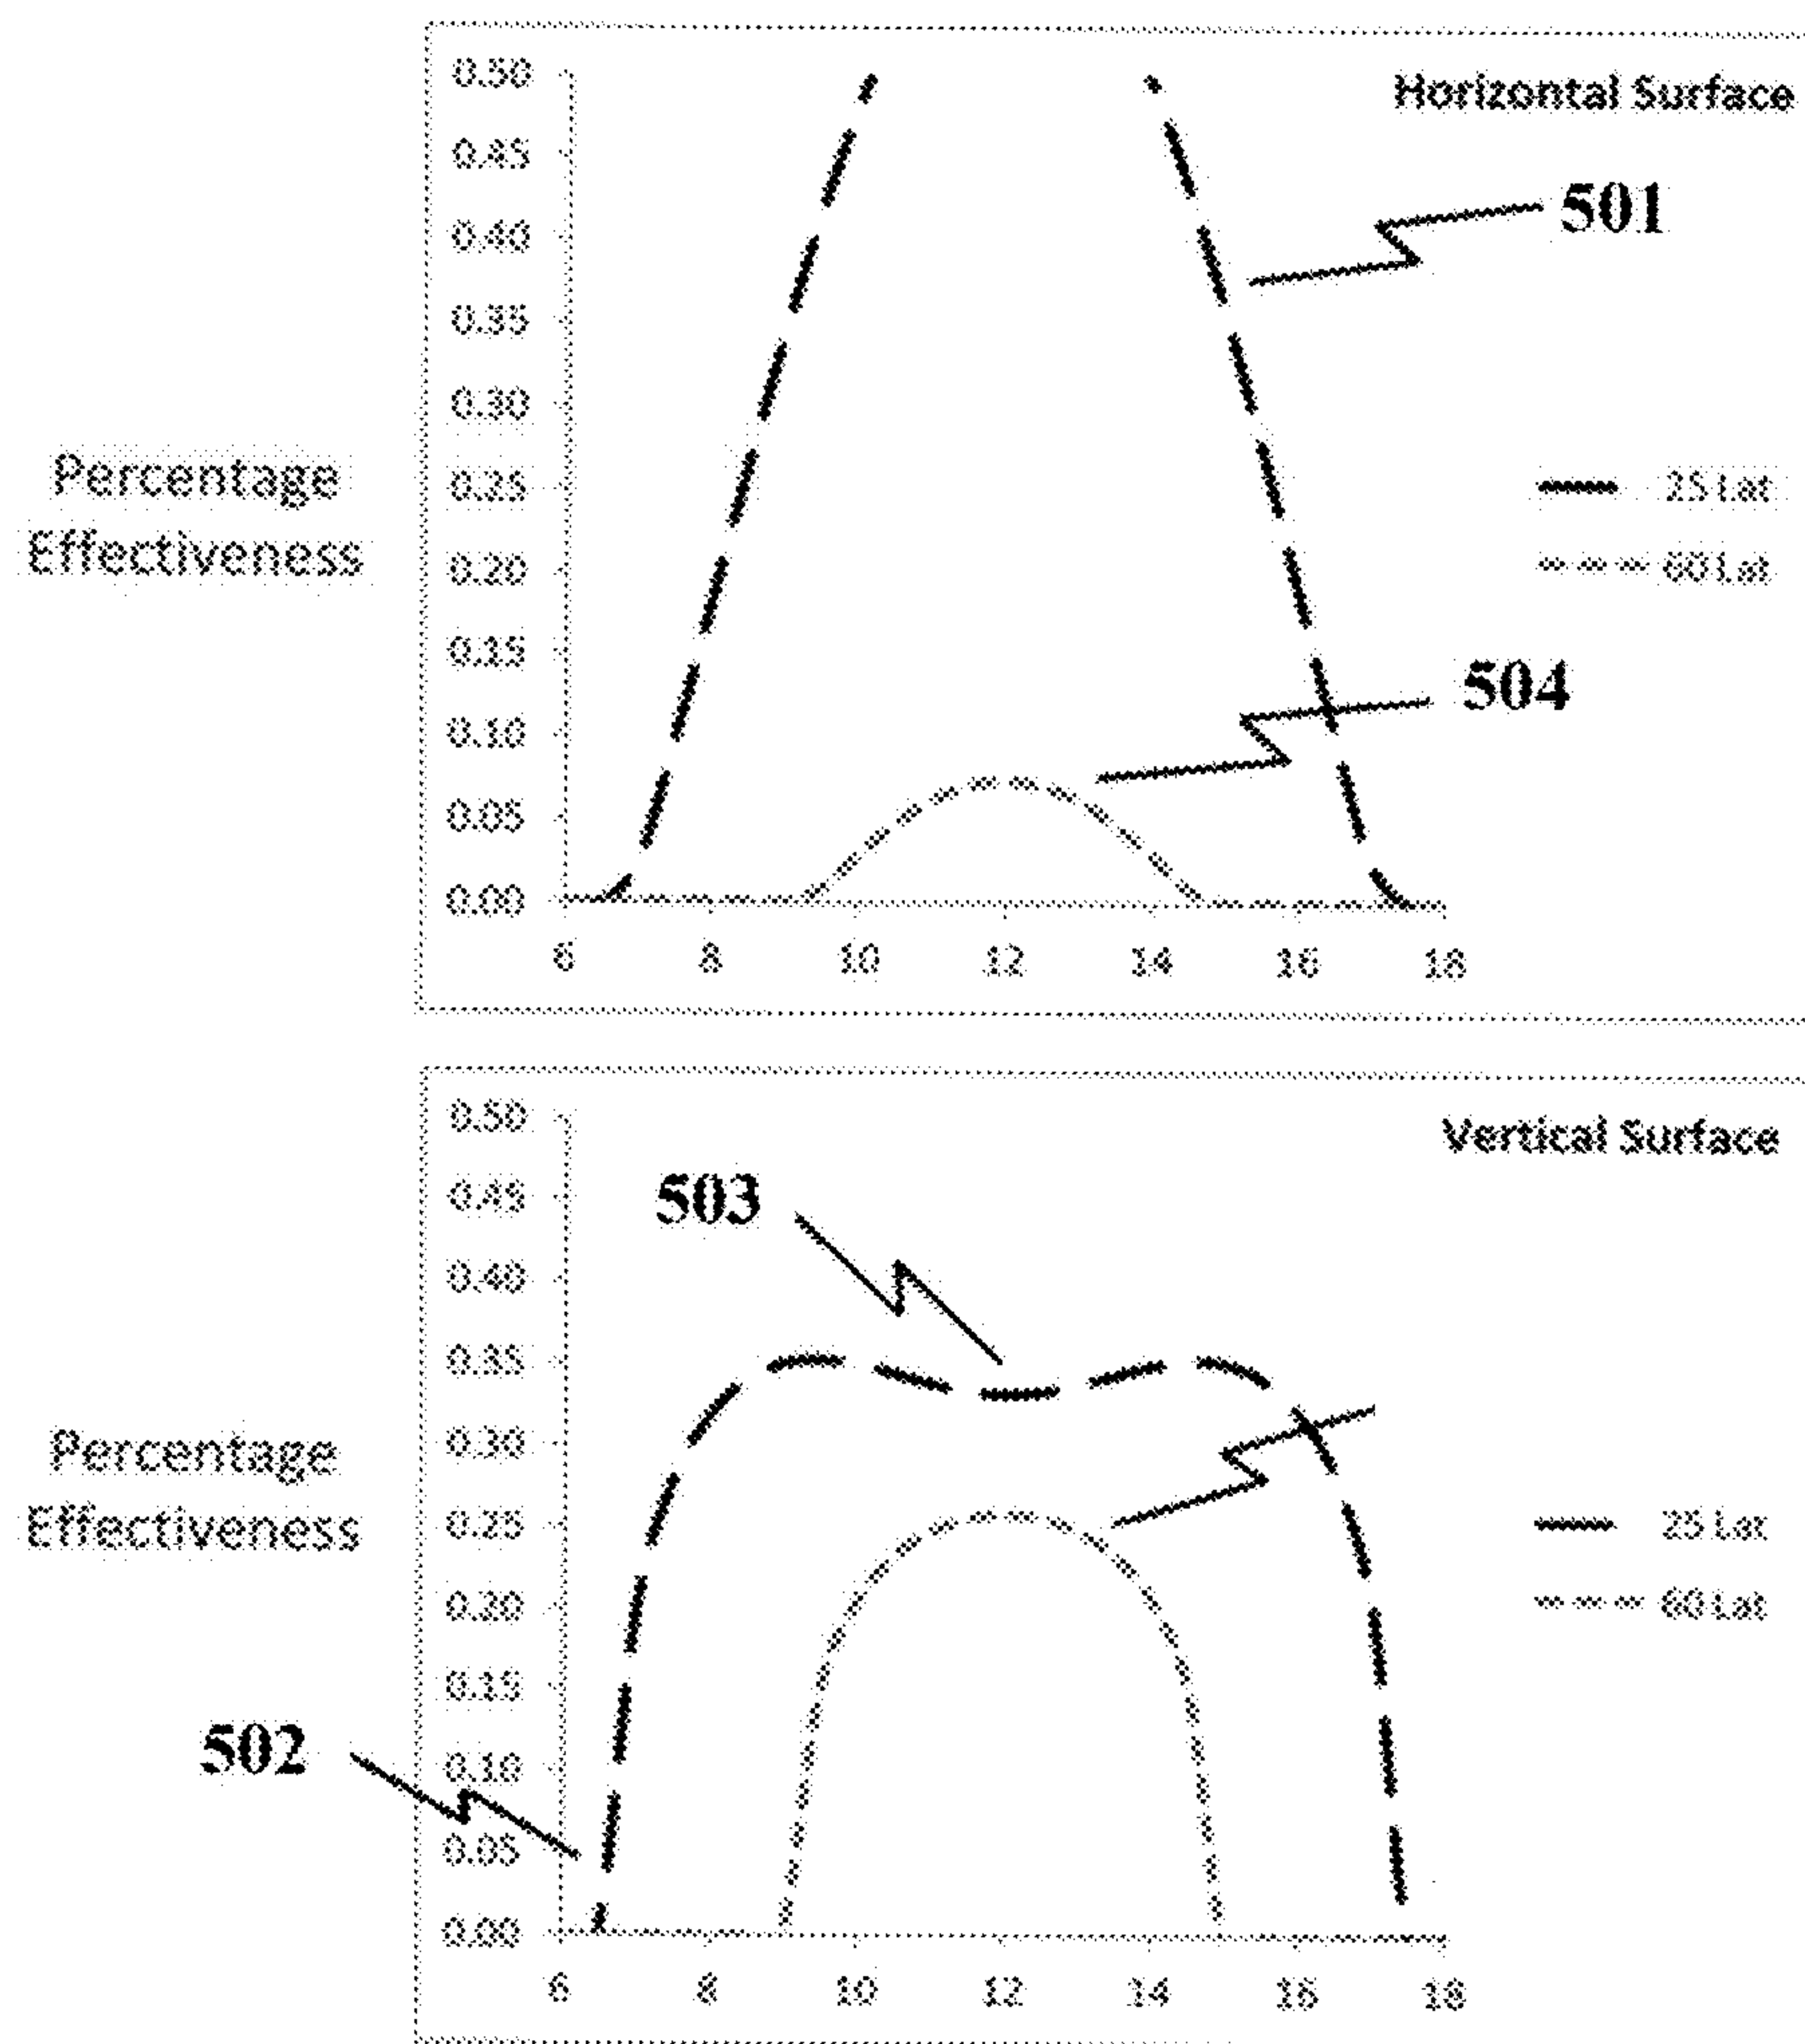 Horizontal Surface
0.50
0.45
0.40
0.35
0.30
0.25
0.20
0.15
0.10
0.05
0.00
501
504
Percentage
Effectiveness
25 Lat
60 Lat
6 8 10 12 14 16 18
Vertical Surface
0.50
0.45
0.40
0.35
0.30
0.25
0.20
0.15
0.10
0.05
0.00
503
502
Percentage
Effectiveness
25 Lat
60 Lat
6 8 10 12 14 16 18